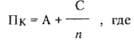 Пк = А + C/n, где